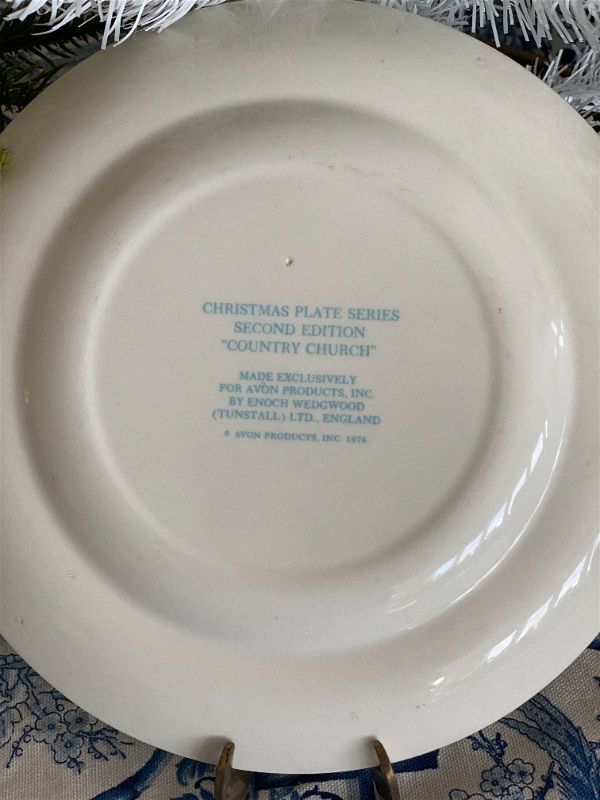 CHRISTMAS PLATE SERIES
SECOND EDITION
"COUNTRY CHURCH"
MADE EXCLUSIVELY
FOR AVON PRODUCTS, INC.
BY ENOCH WEDGWOOD
(TUNSTALL) LTD., ENGLAND
© AVON PRODUCTS, INC. 1974